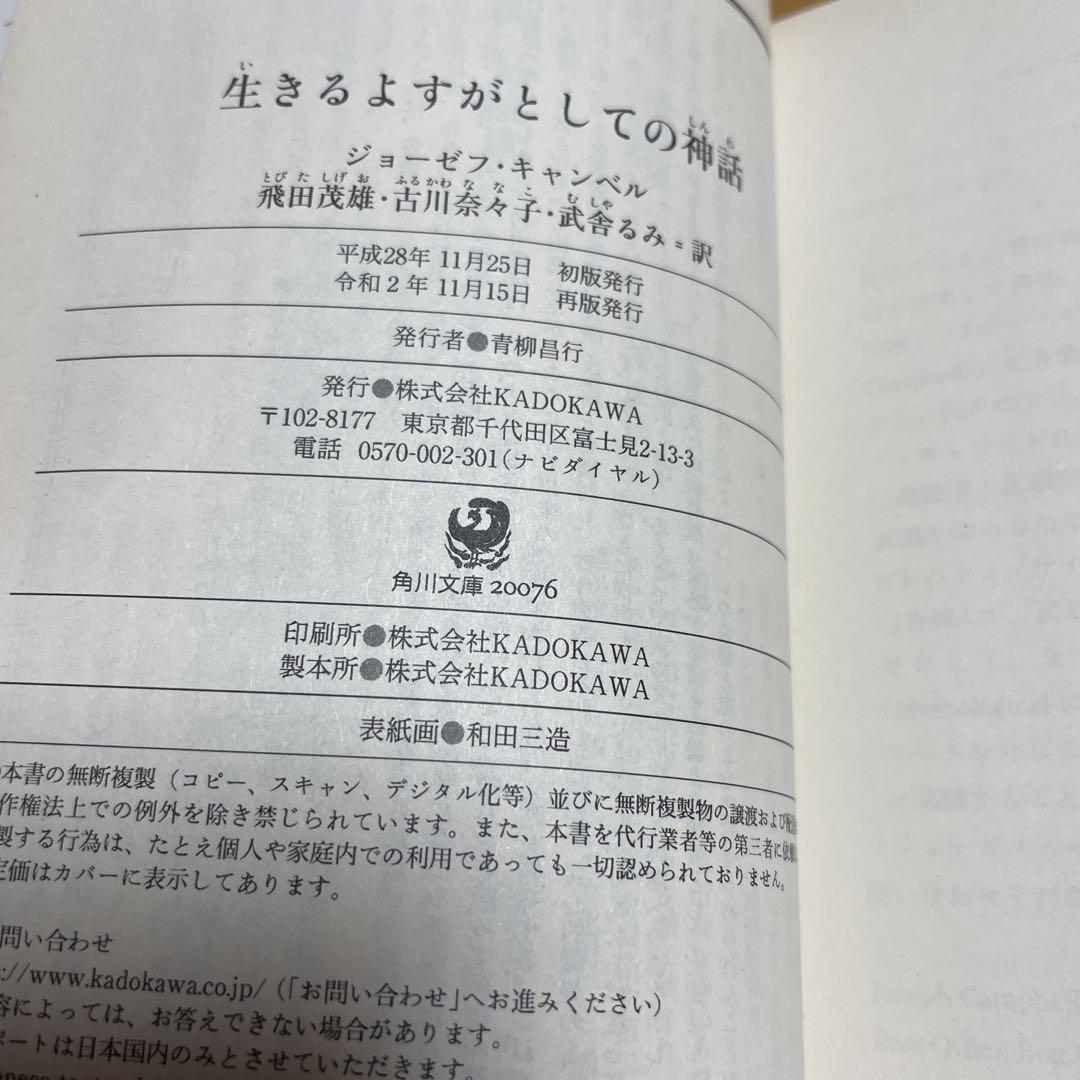 生きるよすがとしての神話
ジョーゼフ・キャンベル
飛田茂雄・古川奈々子・武舎るみ＝訳
平成28年 11月25日　初版発行
令和2年 11月15日　再版発行
発行者●青柳昌行
発行●株式会社KADOKAWA
〒102-8177　東京都千代田区富士見2-13-3
電話　0570-002-301(ナビダイヤル)
角川文庫 20076
印刷所●株式会社KADOKAWA
製本所●株式会社KADOKAWA
表紙画●和田三造
本書の無断複製（コピー、スキャン、デジタル化等）並びに無断複製物の譲渡および
作権法上での例外を除き禁じられています。また、本書を代行業者等の第三者に依
製する行為は、たとえ個人や家庭内での利用であっても一切認められておりません。
価はカバーに表示してあります。
問い合わせ
://www.kadokawa.co.jp/（「お問い合わせ」へお進みください）
容によっては、お答えできない場合があります。
ポートは日本国内のみとさせていただきます。